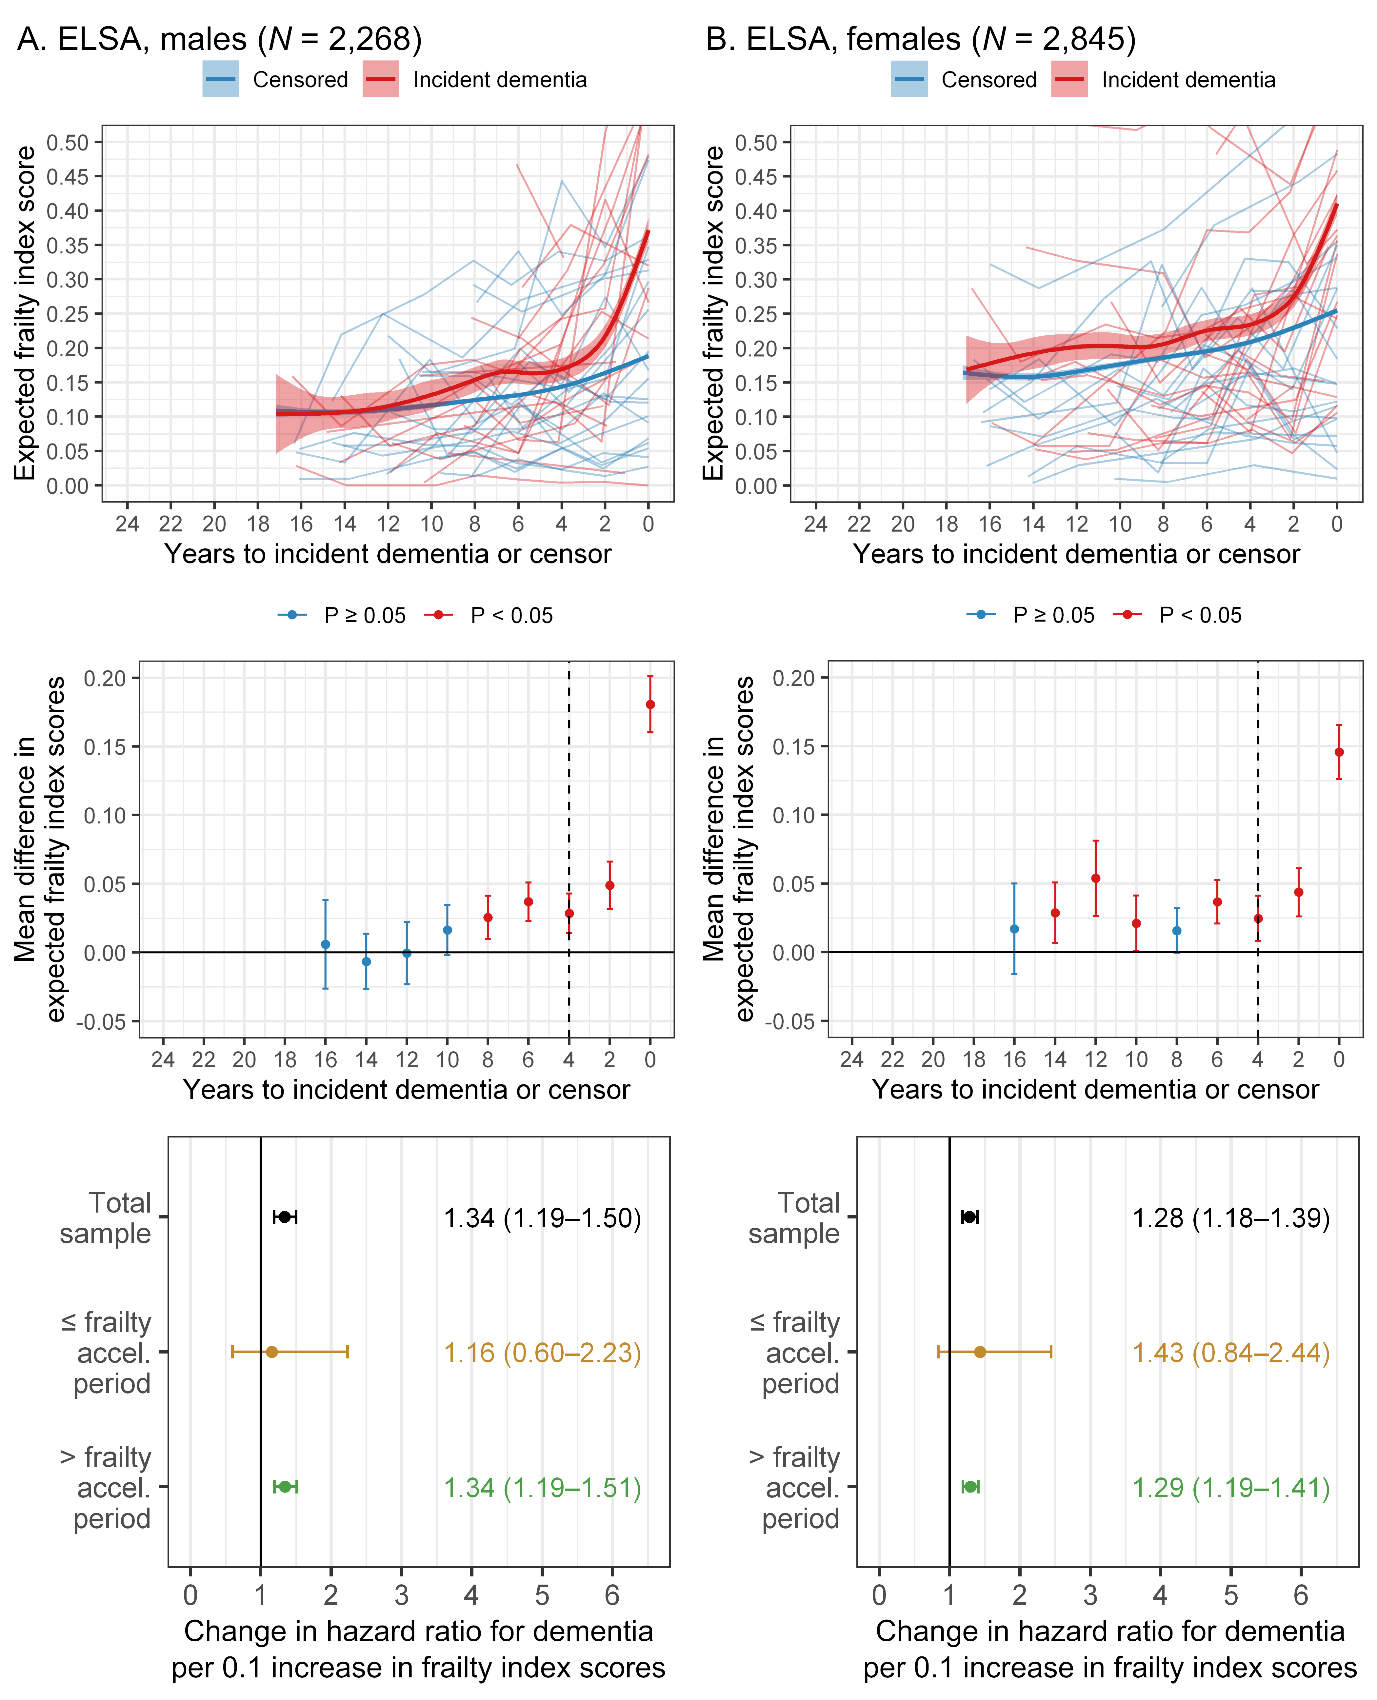 A. ELSA, males (N = 2,268)
Censored Incident dementia
Expected frailty index score
0.50
0.45
0.40
0.35
0.30
0.25
0.20
0.15
0.10
0.05
0.00
24 22 20 18 16 14 12 10 8 6 4 2 0
Years to incident dementia or censor
P ≥ 0.05 P < 0.05
Mean difference in
expected frailty index scores
0.20
0.15
0.10
0.05
0.00
-0.05
24 22 20 18 16 14 12 10 8 6 4 2 0
Years to incident dementia or censor
Total
sample
1.34 (1.19–1.50)
≤ frailty
accel.
period
1.16 (0.60–2.23)
> frailty
accel.
period
1.34 (1.19–1.51)
0 1 2 3 4 5 6
Change in hazard ratio for dementia
per 0.1 increase in frailty index scores
B. ELSA, females (N = 2,845)
Censored Incident dementia
Expected frailty index score
0.50
0.45
0.40
0.35
0.30
0.25
0.20
0.15
0.10
0.05
0.00
24 22 20 18 16 14 12 10 8 6 4 2 0
Years to incident dementia or censor
P ≥ 0.05 P < 0.05
Mean difference in
expected frailty index scores
0.20
0.15
0.10
0.05
0.00
-0.05
24 22 20 18 16 14 12 10 8 6 4 2 0
Years to incident dementia or censor
Total
sample
1.28 (1.18–1.39)
≤ frailty
accel.
period
1.43 (0.84–2.44)
> frailty
accel.
period
1.29 (1.19–1.41)
0 1 2 3 4 5 6
Change in hazard ratio for dementia
per 0.1 increase in frailty index scores